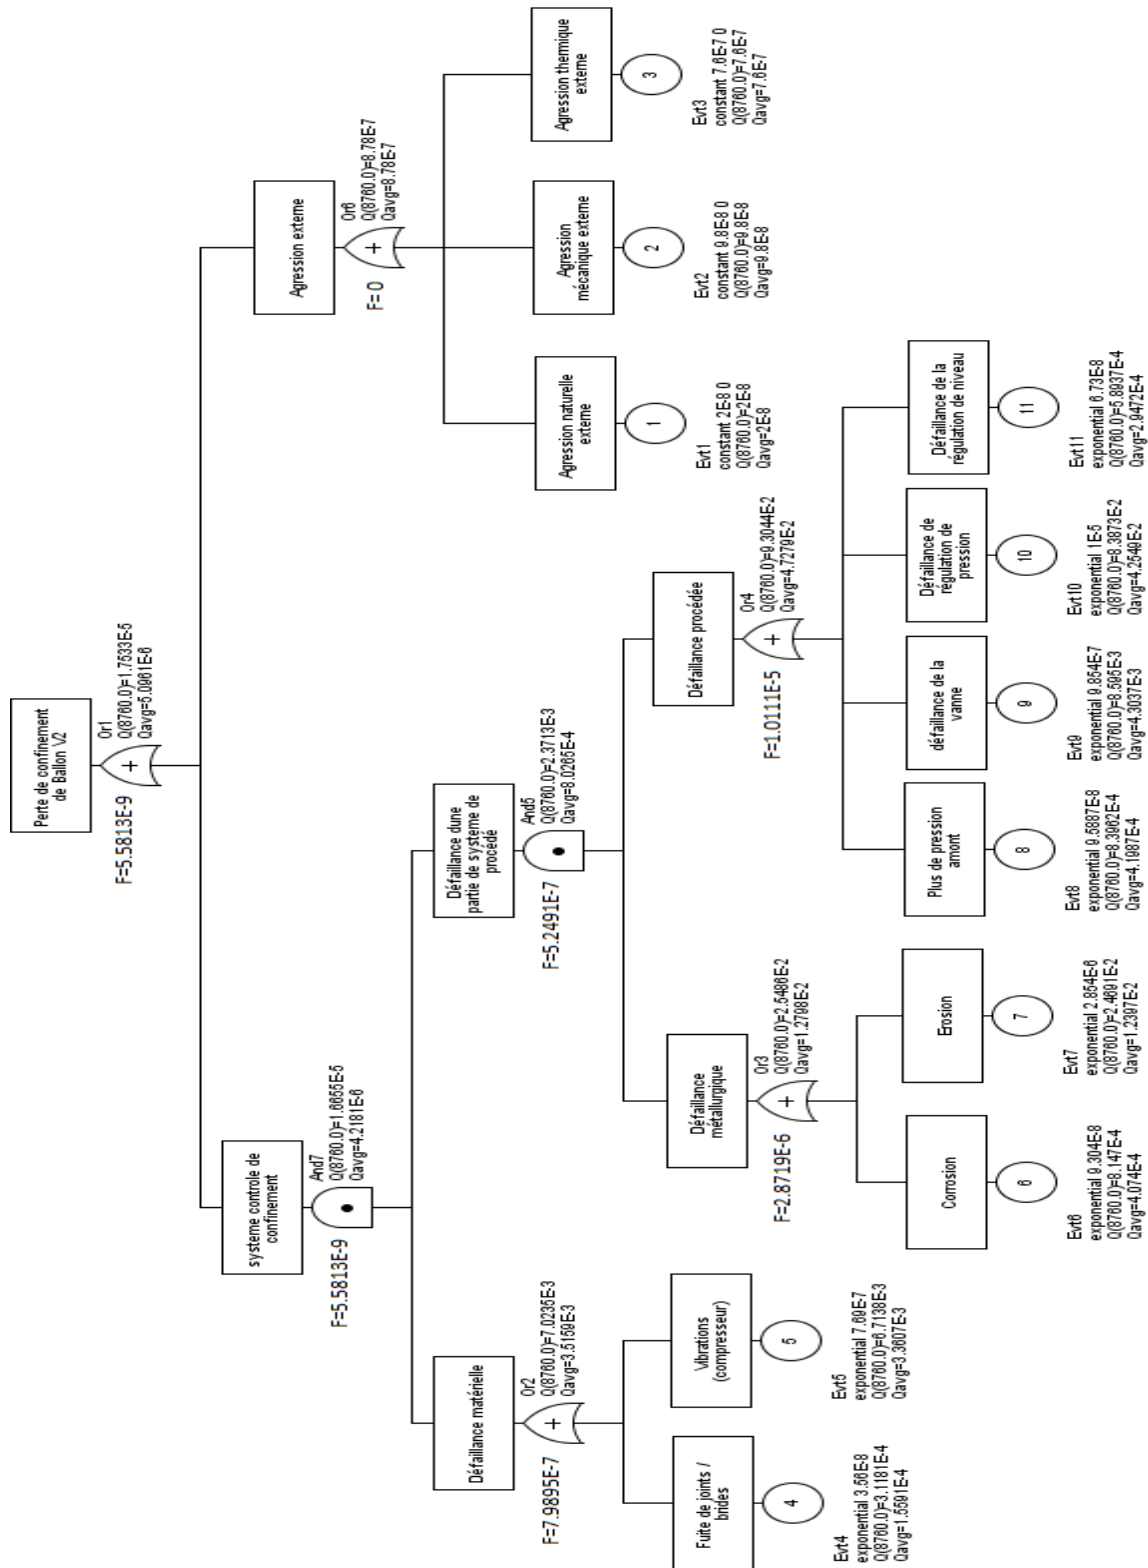 Perte de confinement
de Ballon V2
Or1
Q(8760.0)=1.7533E-5
Qavg=5.0961E-6
F=5.5813E-9
systeme controle de
confinement
And7
Q(8760.0)=1.6655E-5
Qavg=4.2181E-6
F=5.5813E-9
Agression externe
Or6
Q(8760.0)=8.78E-7
Qavg=8.78E-7
F= 0
Défaillance matérielle
Or2
Q(8760.0)=7.0235E-3
Qavg=3.5159E-3
F=7.9895E-7
Défaillance dune
partie de systeme de
procédé
And5
Q(8760.0)=2.3713E-3
Qavg=8.0265E-4
F=5.2491E-7
Agression naturelle
externe
1
Evt1
constant 2E-8 0
Q(8760.0)=2E-8
Qavg=2E-8
Agression
mécanique externe
2
Evt2
constant 9.8E-8 0
Q(8760.0)=9.8E-8
Qavg=9.8E-8
Agression thermique
externe
3
Evt3
constant 7.6E-7 0
Q(8760.0)=7.6E-7
Qavg=7.6E-7
Fuite de joints /
brides
4
Evt4
exponential 3.56E-8
Q(8760.0)=3.1181E-4
Qavg=1.5591E-4
Vibrations
(compresseur)
5
Evt5
exponential 7.69E-7
Q(8760.0)=6.7138E-3
Qavg=3.3607E-3
Défaillance
métallurgique
Or3
Q(8760.0)=2.5486E-2
Qavg=1.2798E-2
F=2.8719E-6
Défaillance procédée
Or4
Q(8760.0)=9.3044E-2
Qavg=4.7279E-2
F=1.0111E-5
Corrosion
6
Evt6
exponential 9.304E-8
Q(8760.0)=8.147E-4
Qavg=4.074E-4
Erosion
7
Evt7
exponential 2.854E-6
Q(8760.0)=2.4691E-2
Qavg=1.2397E-2
Plus de pression
amont
8
Evt8
exponential 9.5887E-8
Q(8760.0)=8.3962E-4
Qavg=4.1987E-4
défaillance de la
vanne
9
Evt9
exponential 9.854E-7
Q(8760.0)=8.595E-3
Qavg=4.3037E-3
Défaillance de
régulation de
pression
10
Evt10
exponential 1E-5
Q(8760.0)=8.3873E-2
Qavg=4.2549E-2
Défaillance de la
régulation de niveau
11
Evt11
exponential 6.73E-8
Q(8760.0)=5.8937E-4
Qavg=2.9472E-4